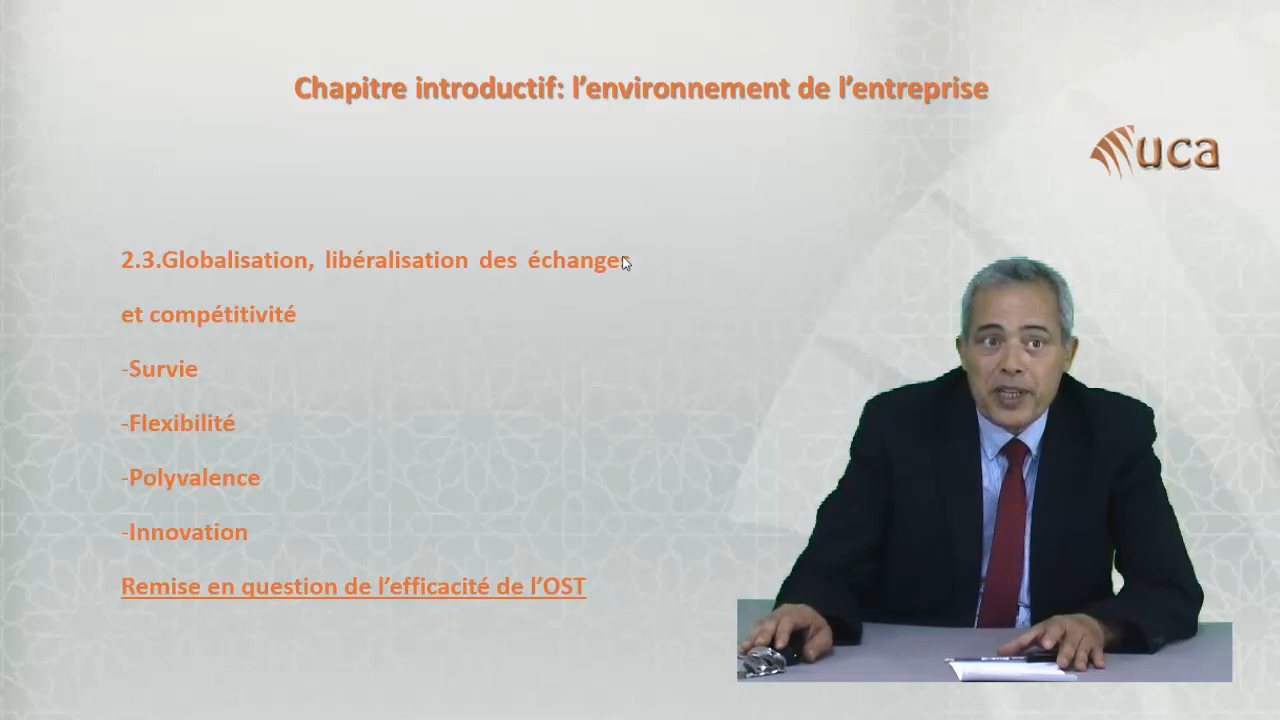 Chapitre introductif: l’environnement de l’entreprise
uca
2.3.Globalisation, libéralisation des échanges
et compétitivité
-Survie
-Flexibilité
-Polyvalence
-Innovation
Remise en question de l’efficacité de l’OST